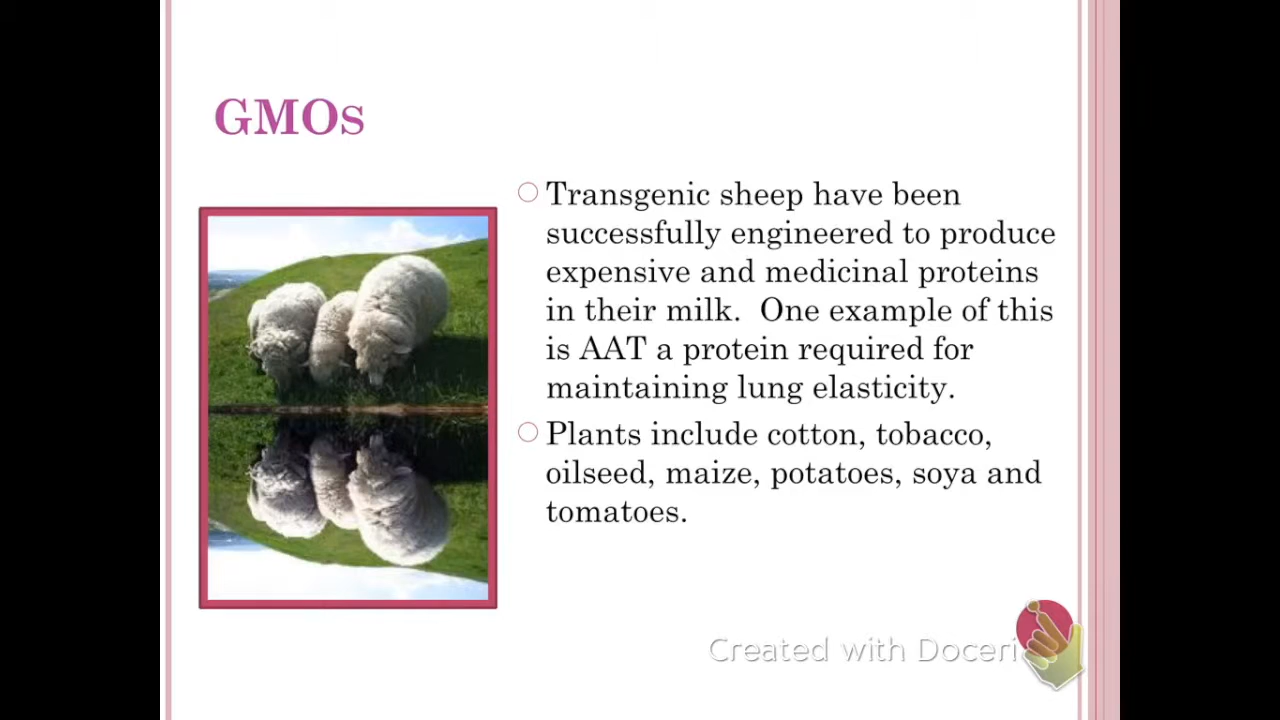 GMOs
Transgenic sheep have been
successfully engineered to produce
expensive and medicinal proteins
in their milk.  One example of this
is AAT a protein required for
maintaining lung elasticity.
Plants include cotton, tobacco,
oilseed, maize, potatoes, soya and
tomatoes.
Created with Doceri